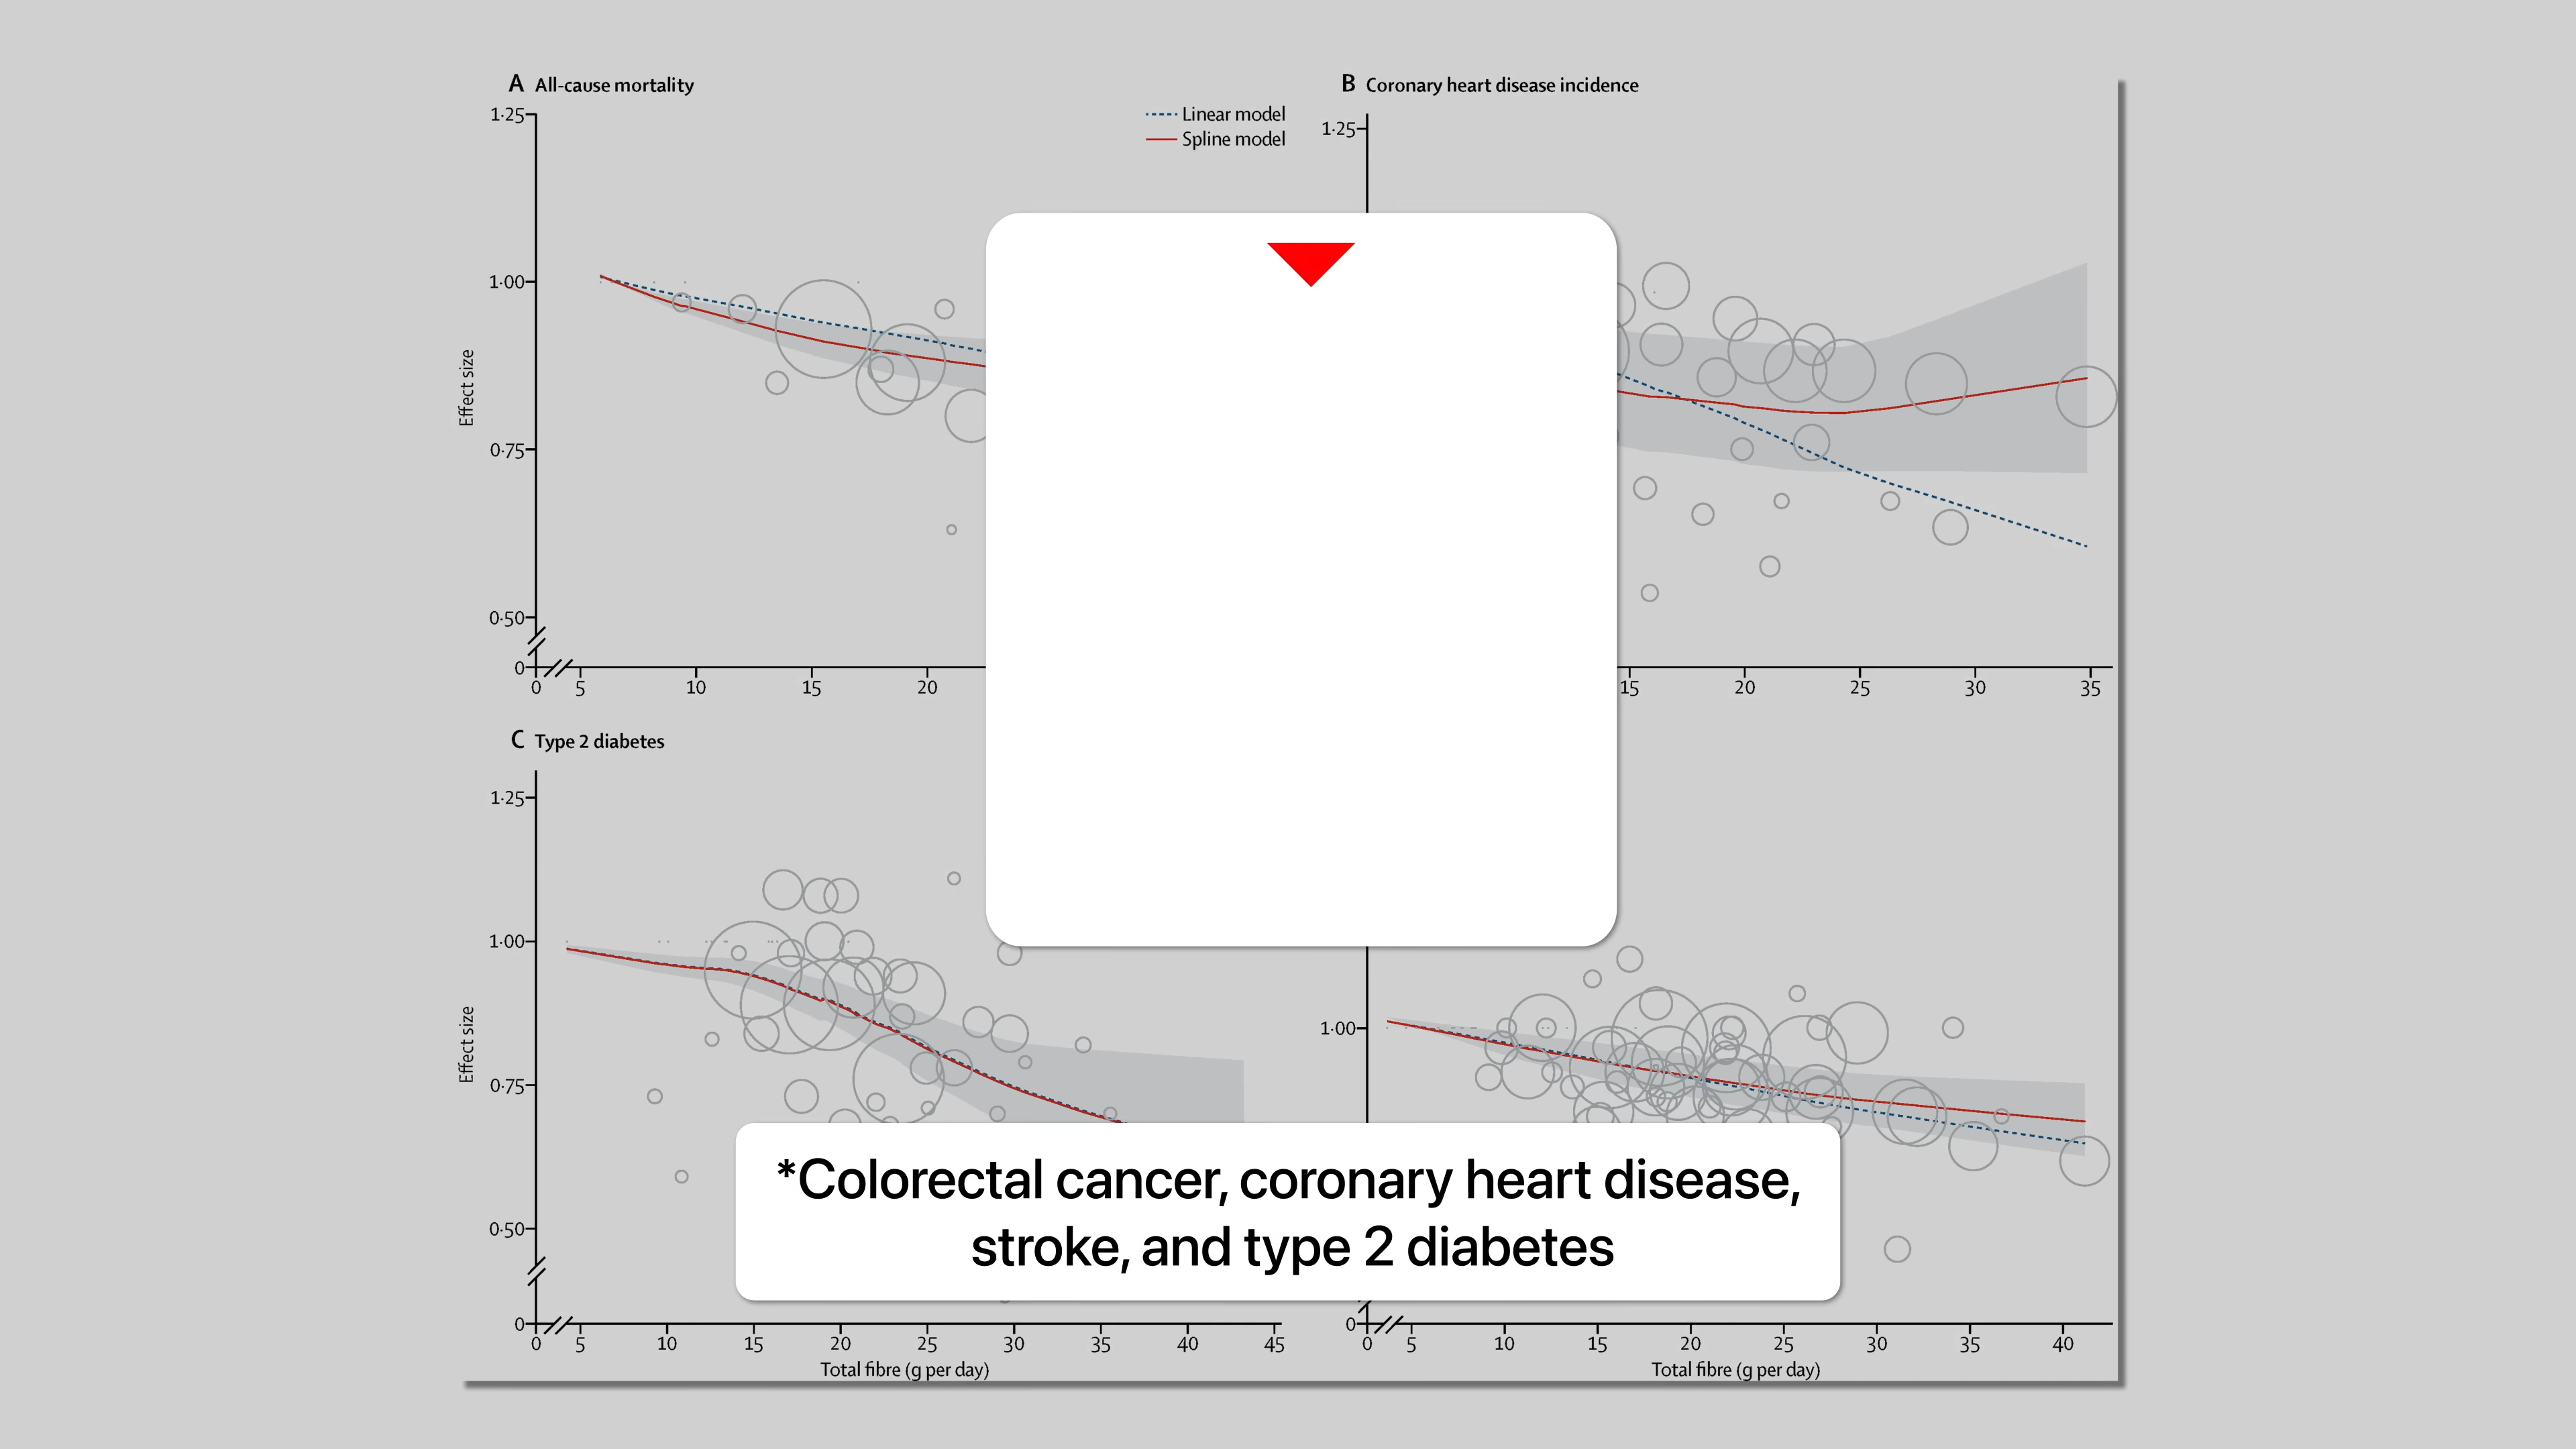 A All-cause mortality
1·25
Linear model
Spline model
1·00
Effect size
0·75
0·50
0
0 5 10 15 20
B Coronary heart disease incidence
1·25
15 20 25 30 35
C Type 2 diabetes
1·25
1·00
Effect size
0·75
0·50
0
0 5 10 15 20 25 30 35 40 45
Total fibre (g per day)
1·00
0
0 5 10 15 20 25 30 35 40
Total fibre (g per day)
*Colorectal cancer, coronary heart disease,
stroke, and type 2 diabetes